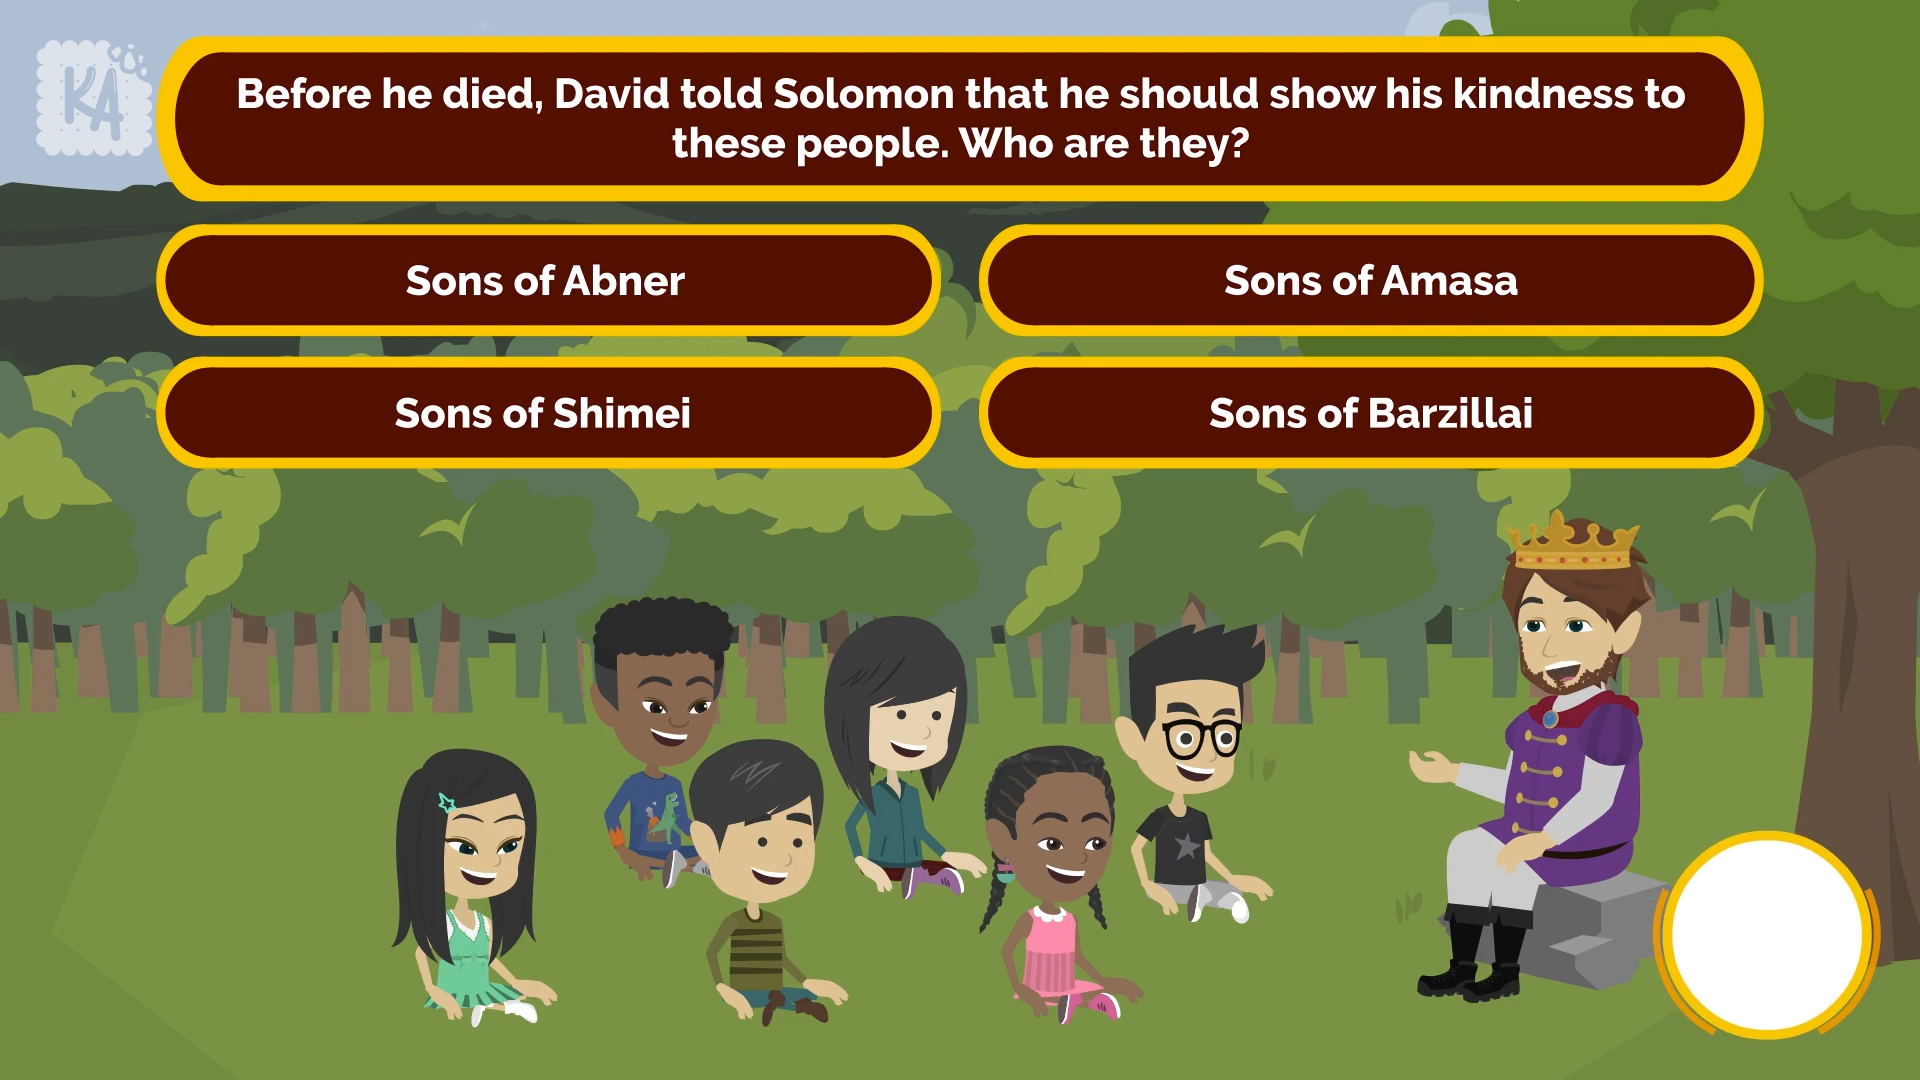 KA
Before he died, David told Solomon that he should show his kindness to
these people. Who are they?
Sons of Abner
Sons of Amasa
Sons of Shimei
Sons of Barzillai